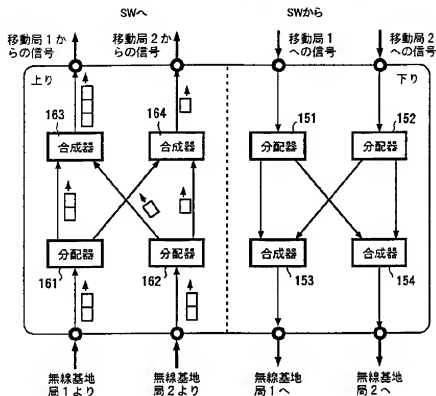 SWへ
SWから
移動局1か
らの信号
移動局2か
らの信号
移動局1
への信号
移動局2
への信号
上り
下り
163
164
151
152
合成器
合成器
分配器
分配器
分配器
分配器
合成器
合成器
161
162
153
154
無線基地
局1より
無線基地
局2より
無線基地
局1へ
無線基地
局2へ